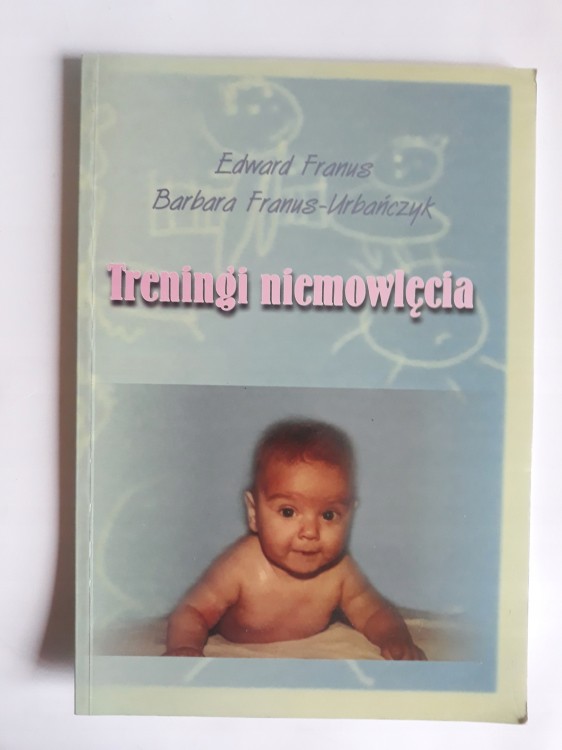 Edward Franus
Barbara Franus-Urbańczyk
Treningi niemowlęcia